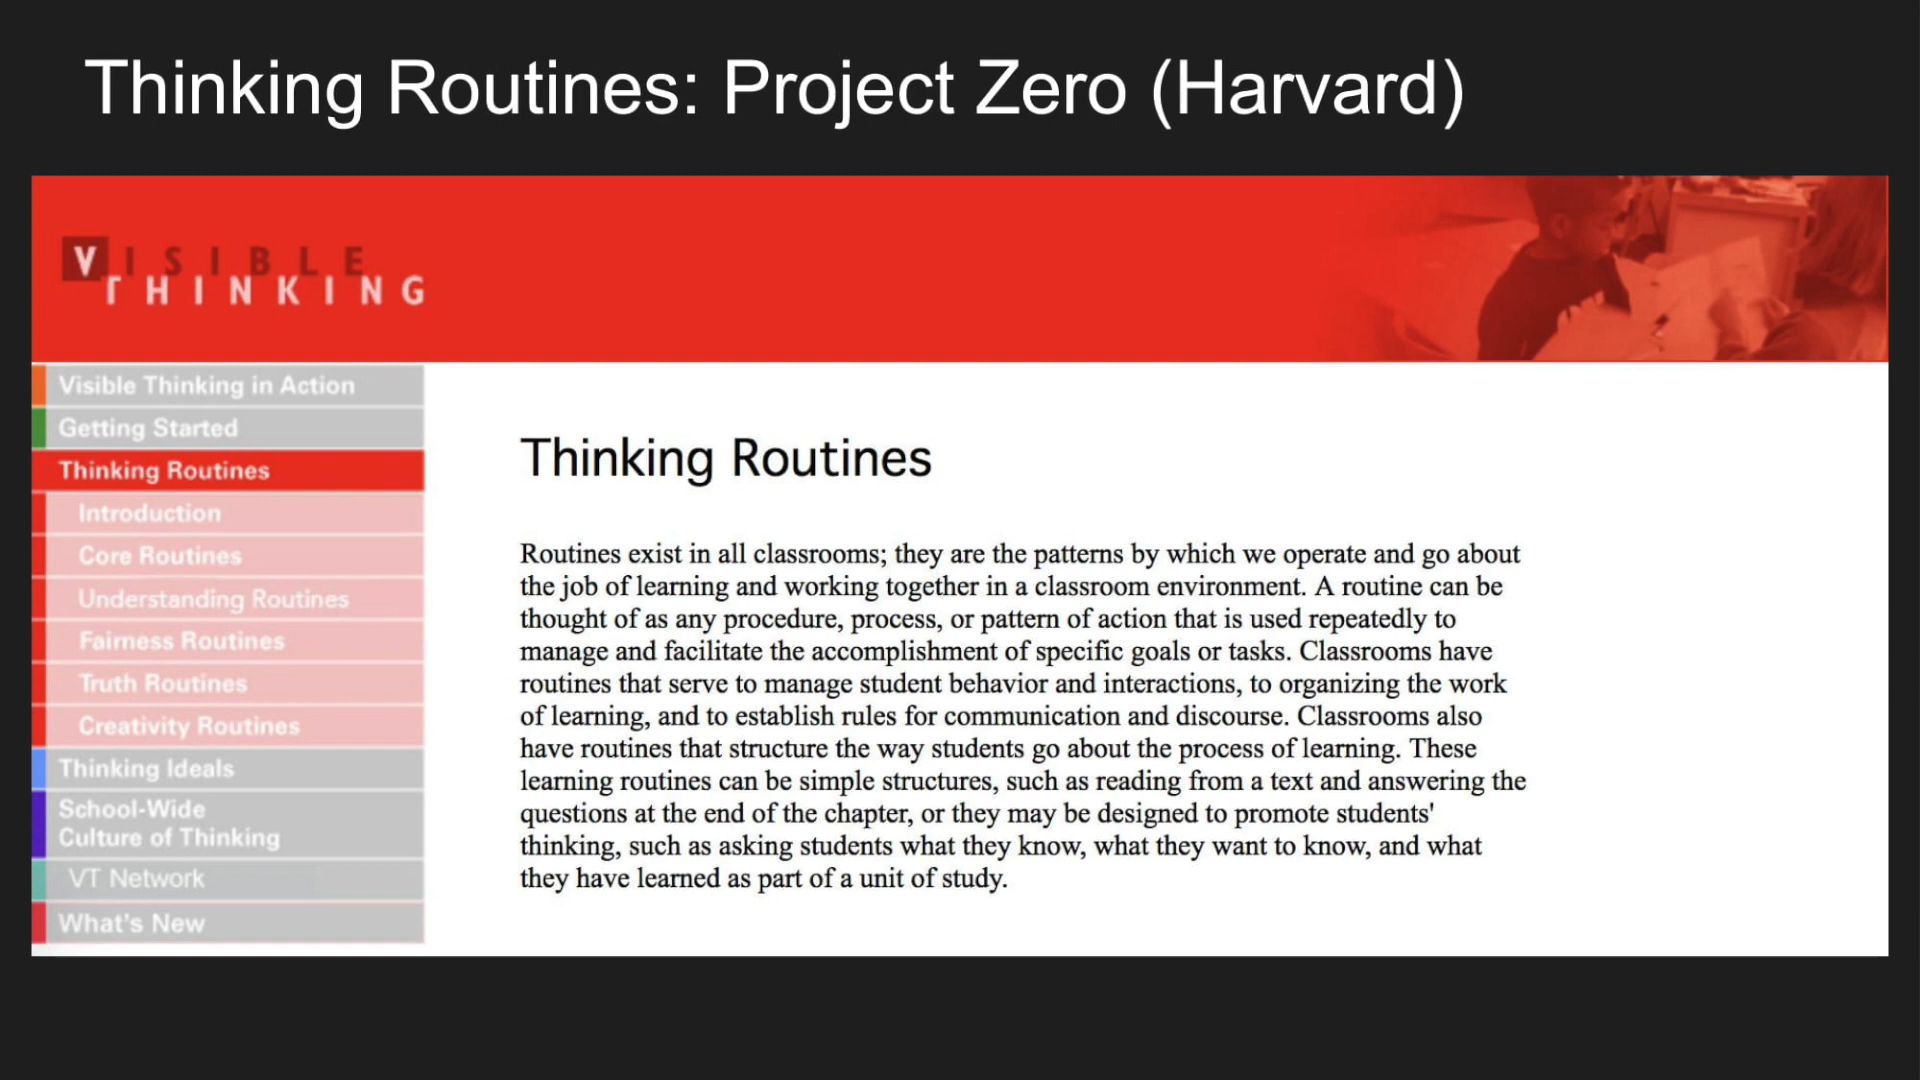 Thinking Routines: Project Zero (Harvard)
VISIBLE
THINKING
Visible Thinking in Action
Getting Started
Thinking Routines
Introduction
Core Routines
Understanding Routines
Fairness Routines
Truth Routines
Creativity Routines
Thinking Ideals
School-Wide
Culture of Thinking
VT Network
What's New
Thinking Routines
Routines exist in all classrooms; they are the patterns by which we operate and go about
the job of learning and working together in a classroom environment. A routine can be
thought of as any procedure, process, or pattern of action that is used repeatedly to
manage and facilitate the accomplishment of specific goals or tasks. Classrooms have
routines that serve to manage student behavior and interactions, to organizing the work
of learning, and to establish rules for communication and discourse. Classrooms also
have routines that structure the way students go about the process of learning. These
learning routines can be simple structures, such as reading from a text and answering the
questions at the end of the chapter, or they may be designed to promote students'
thinking, such as asking students what they know, what they want to know, and what
they have learned as part of a unit of study.